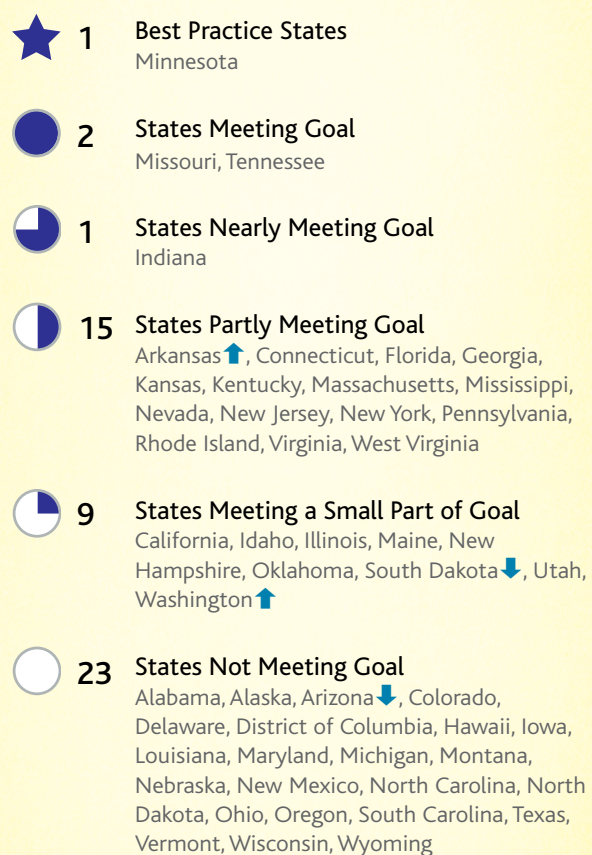 1 Best Practice States
Minnesota
2 States Meeting Goal
Missouri, Tennessee
1 States Nearly Meeting Goal
Indiana
15 States Partly Meeting Goal
Arkansas⬆, Connecticut, Florida, Georgia,
Kansas, Kentucky, Massachusetts, Mississippi,
Nevada, New Jersey, New York, Pennsylvania,
Rhode Island, Virginia, West Virginia
9 States Meeting a Small Part of Goal
California, Idaho, Illinois, Maine, New
Hampshire, Oklahoma, South Dakota⬇, Utah,
Washington⬆
23 States Not Meeting Goal
Alabama, Alaska, Arizona⬇, Colorado,
Delaware, District of Columbia, Hawaii, Iowa,
Louisiana, Maryland, Michigan, Montana,
Nebraska, New Mexico, North Carolina, North
Dakota, Ohio, Oregon, South Carolina, Texas,
Vermont, Wisconsin, Wyoming